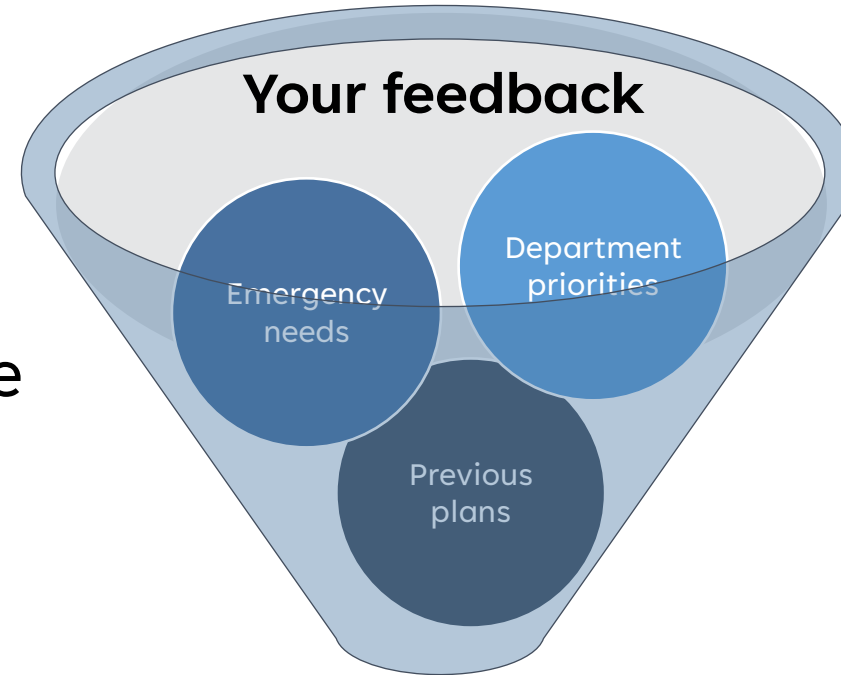 Your feedback
Department
priorities
Emergency
needs
e
Previous
plans